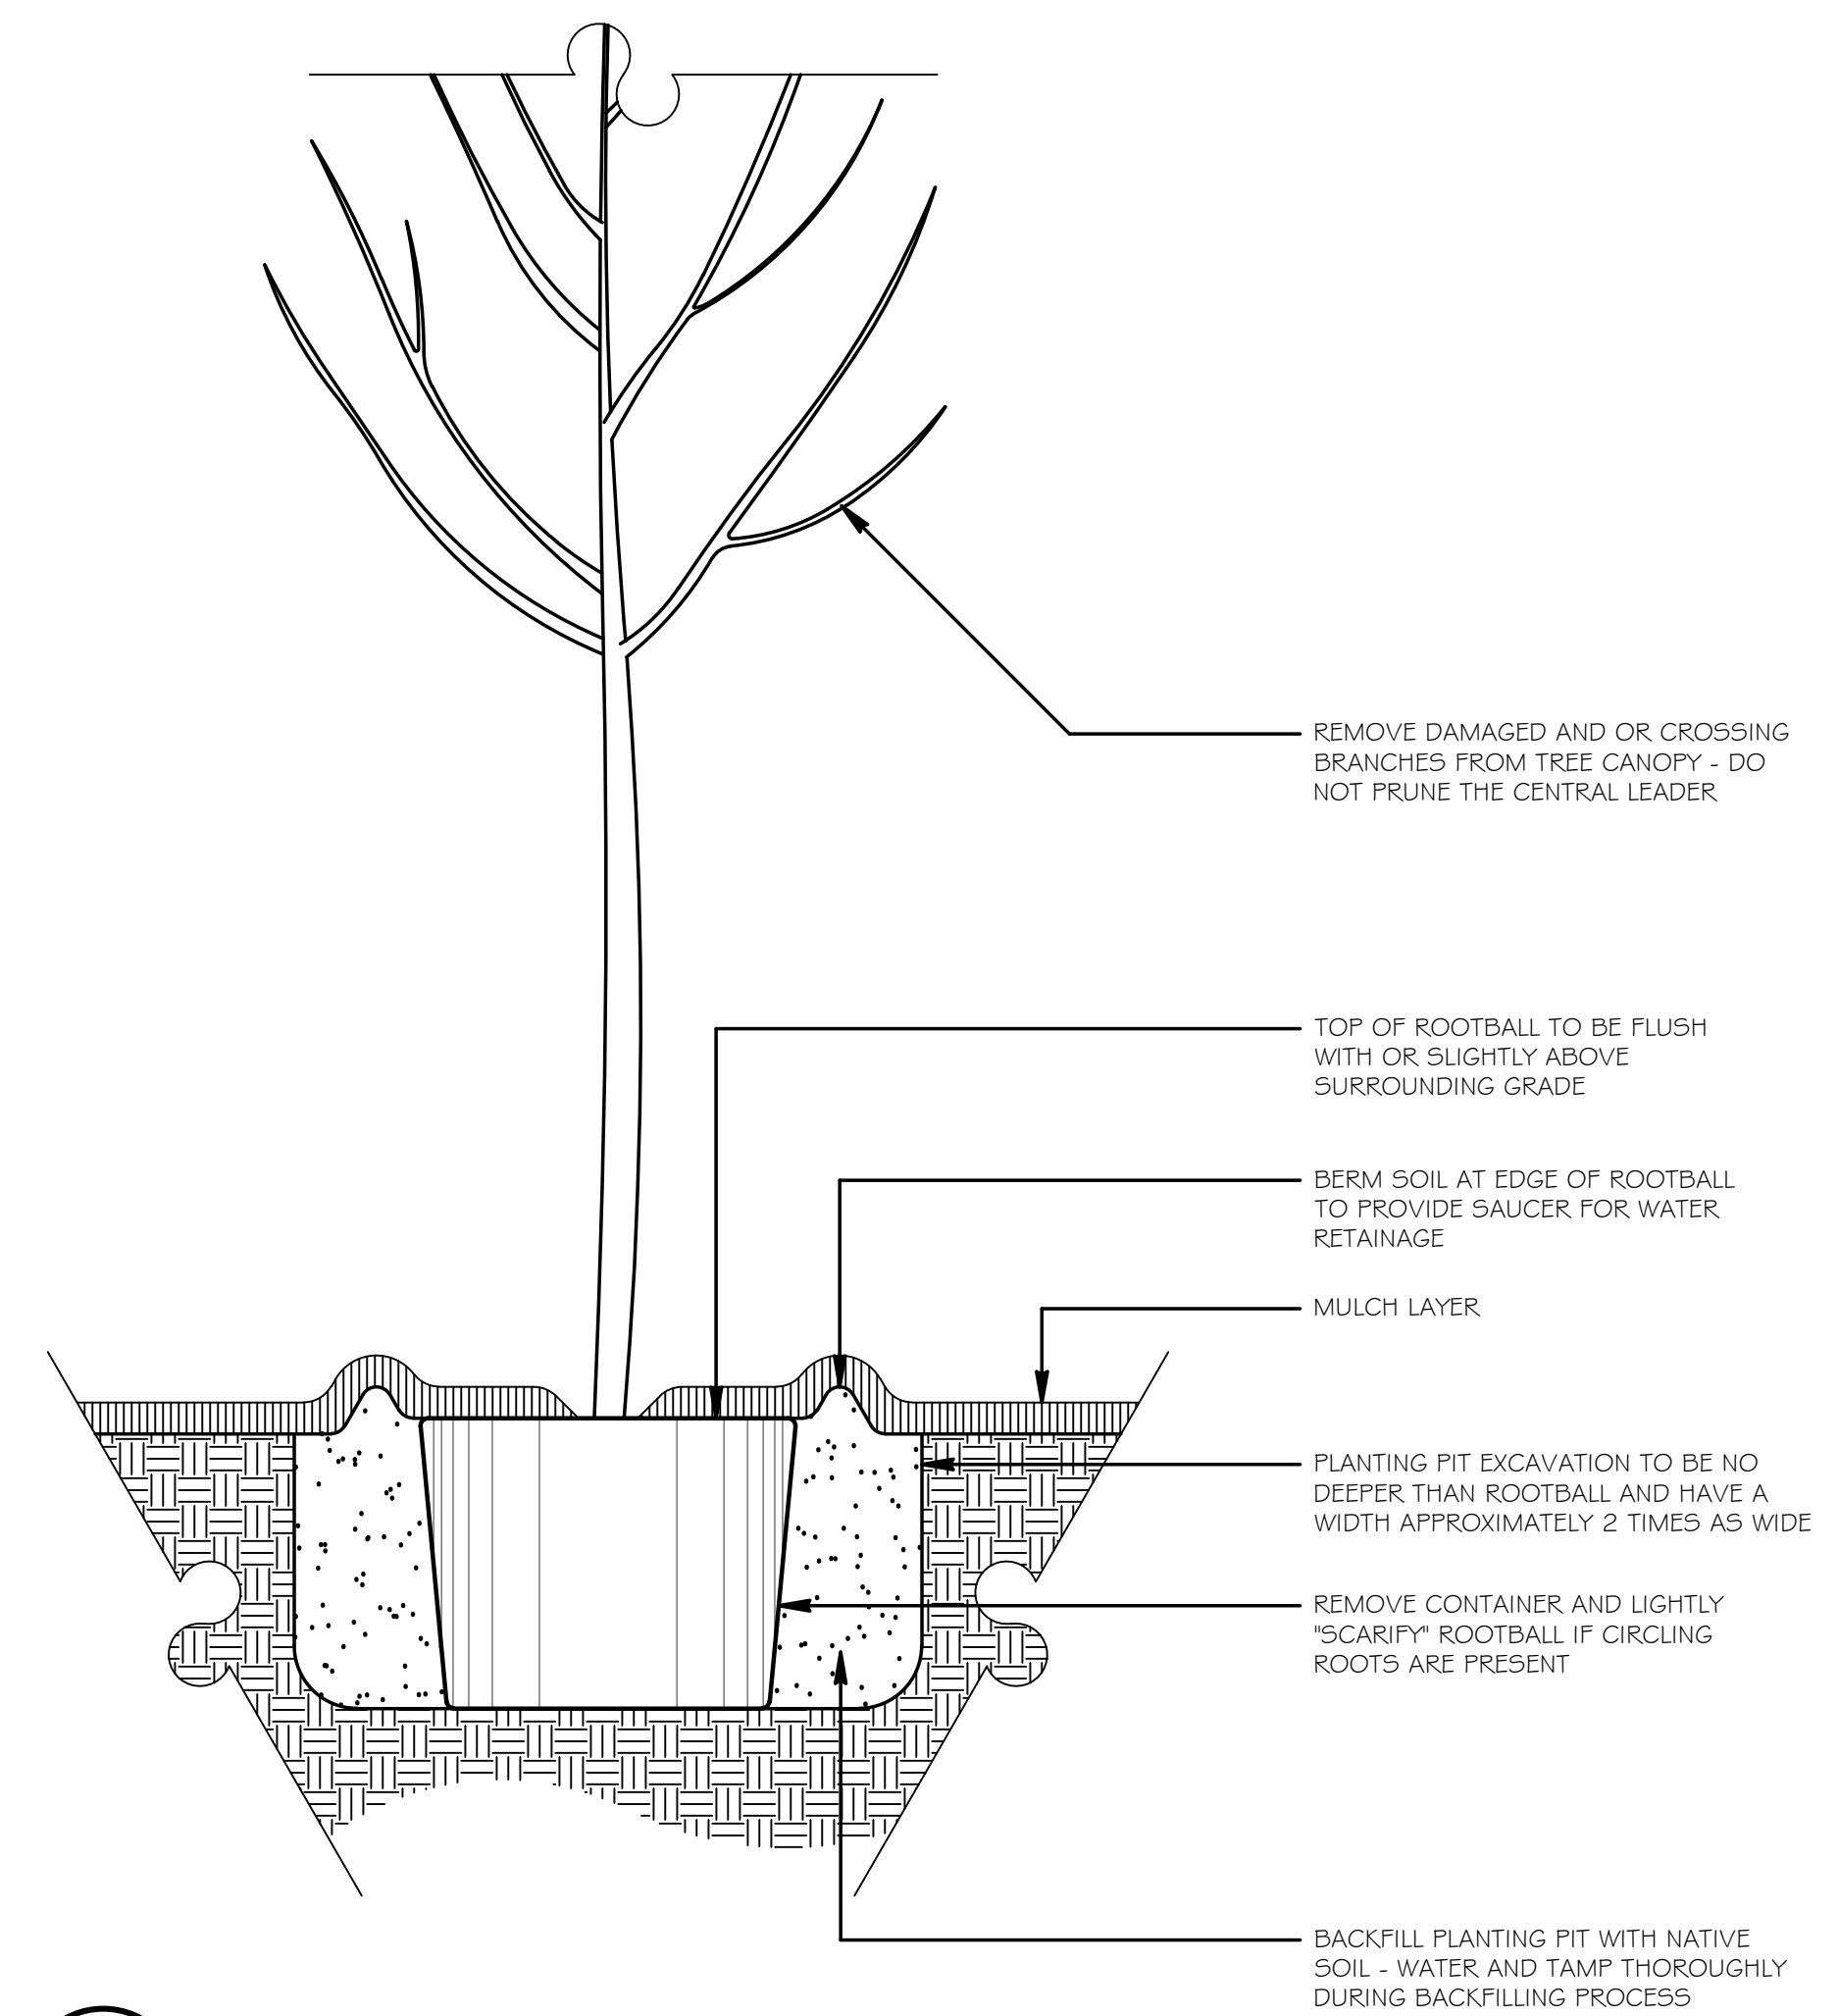 REMOVE DAMAGED AND OR CROSSING
BRANCHES FROM TREE CANOPY - DO
NOT PRUNE THE CENTRAL LEADER
TOP OF ROOTBALL TO BE FLUSH
WITH OR SLIGHTLY ABOVE
SURROUNDING GRADE
BERM SOIL AT EDGE OF ROOTBALL
TO PROVIDE SAUCER FOR WATER
RETAINAGE
MULCH LAYER
PLANTING PIT EXCAVATION TO BE NO
DEEPER THAN ROOTBALL AND HAVE A
WIDTH APPROXIMATELY 2 TIMES AS WIDE
REMOVE CONTAINER AND LIGHTLY
"SCARIFY" ROOTBALL IF CIRCLING
ROOTS ARE PRESENT
BACKFILL PLANTING PIT WITH NATIVE
SOIL - WATER AND TAMP THOROUGHLY
DURING BACKFILLING PROCESS